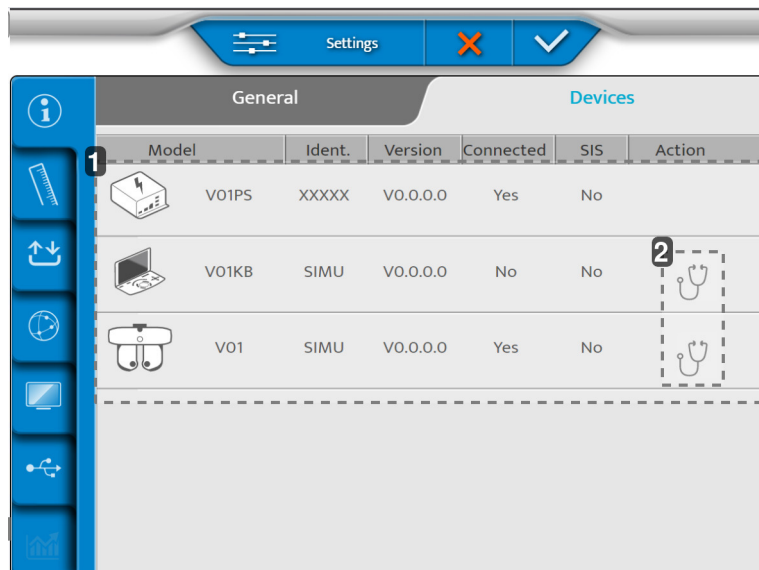 Settings
General Devices
1 Model Ident. Version Connected SIS Action
V01PS XXXXX V0.0.0.0 Yes No
2
V01KB SIMU V0.0.0.0 No No
V01 SIMU V0.0.0.0 Yes No